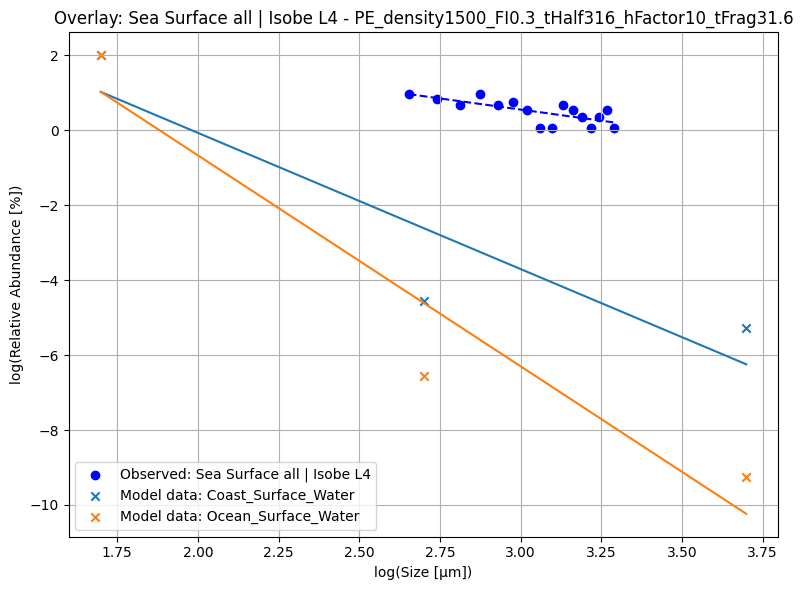 Overlay: Sea Surface all | Isobe L4 - PE_density1500_FI0.3_tHalf316_hFactor10_tFrag31.6
2
0
−2
−4
−6
−8
−10
log(Relative Abundance [%])
Observed: Sea Surface all | Isobe L4
Model data: Coast_Surface_Water
Model data: Ocean_Surface_Water
1.75 2.00 2.25 2.50 2.75 3.00 3.25 3.50 3.75
log(Size [μm])